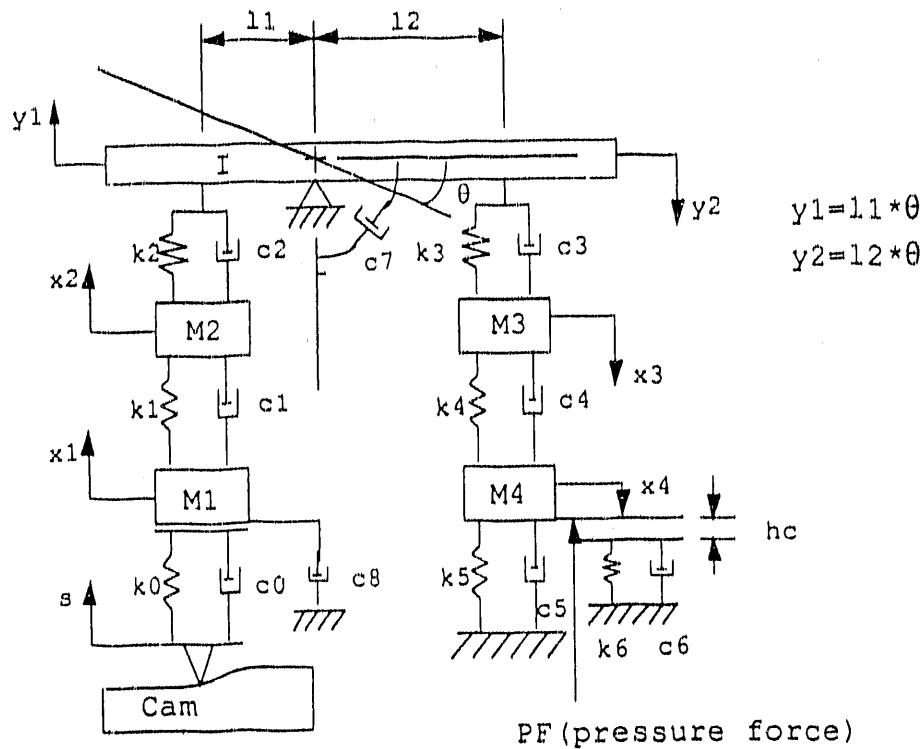 l1 l2
y1
I
θ
y2
y1=l1*θ
y2=l2*θ
k2 c2 c7 k3 c3
x2
M2 M3
x3
k1 c1 k4 c4
x1
M1 M4 x4
hc
k0 c0 c8 k5 c5
s
k6 c6
Cam
PF(pressure force)